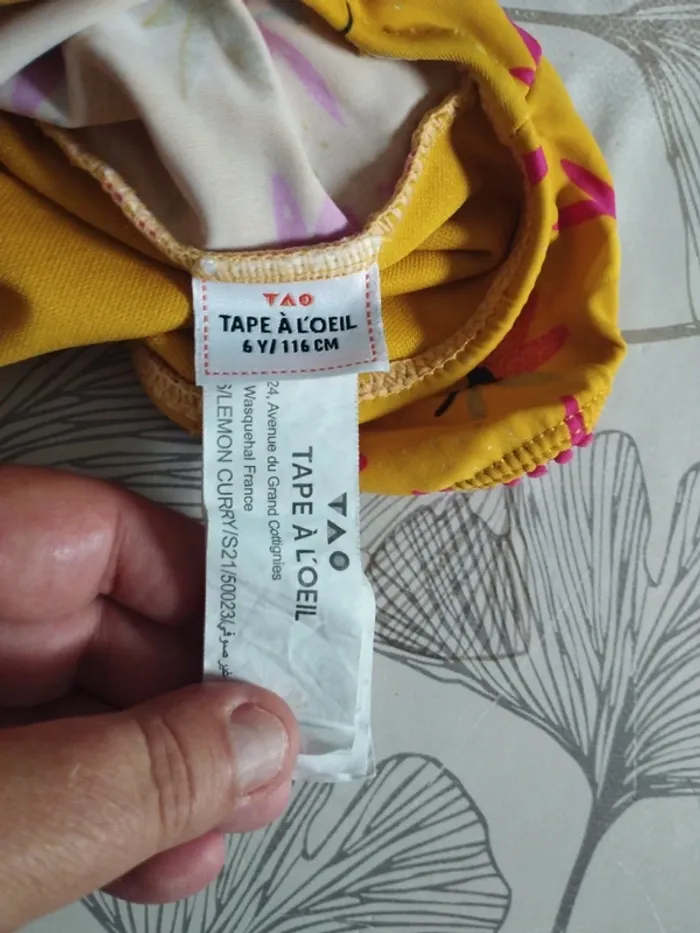 TAO
TAPE À L'OEIL
6 Y/116 CM
TAO
TAPE À L'OEIL
24, Avenue du Grand Cottignies
Wasquehal France
/LEMON CURRY/S21/50023/